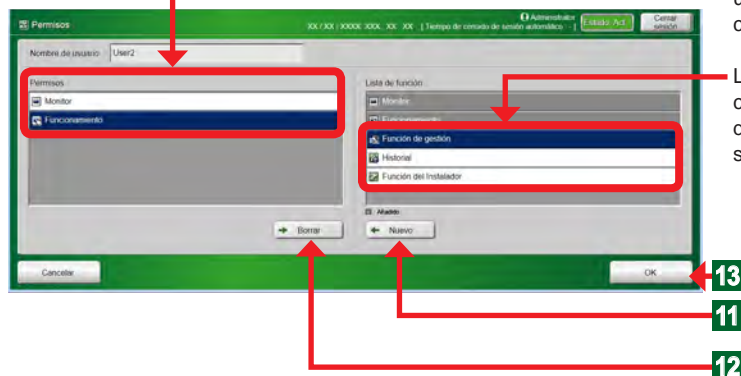 Permisos
XX / XX / XXXX XXX, XX : XX | Tiempo de cerrado de sesión automático : -- |
Administrator
Estado: Act.
Cerrar sesión
Nombre de usuario
User2
Permisos
Monitor
Funcionamiento
Lista de función
Monitor
Funcionamiento
Función de gestión
Historial
Función del Instalador
: Añadido
Borrar
Nuevo
Cancelar
OK
13
11
12